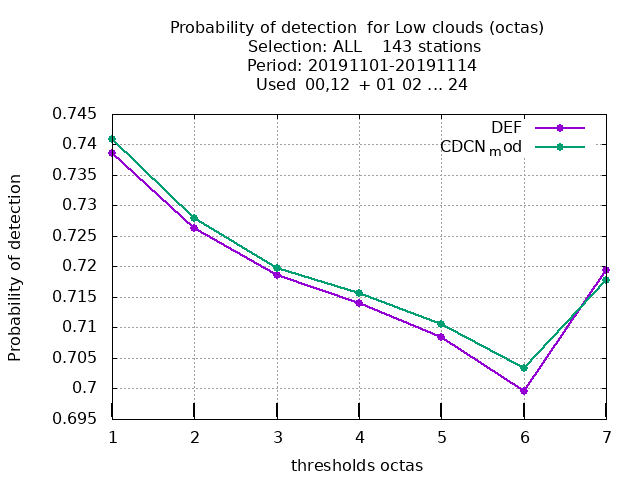 Probability of detection  for Low clouds (octas)
Selection: ALL    143 stations
Period: 20191101-20191114
Used  00,12  + 01 02 ... 24
DEF
CDCNmod
0.745
0.74
0.735
0.73
0.725
0.72
0.715
0.71
0.705
0.7
0.695
Probability of detection
1 2 3 4 5 6 7
thresholds octas